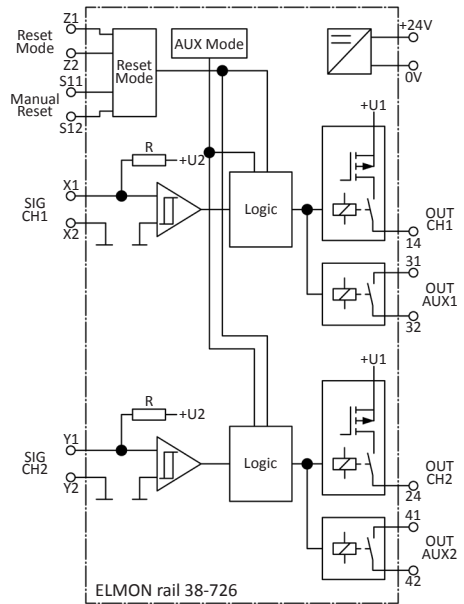 Z1
Reset
Mode
Z2
S11
Manual
Reset
S12
Reset
Mode
AUX Mode
+24V
0V
R
+U2
X1
SIG
CH1
X2
Logic
+U1
OUT
CH1
14
31
OUT
AUX1
32
R
+U2
Y1
SIG
CH2
Y2
Logic
+U1
OUT
CH2
24
41
OUT
AUX2
42
ELMON rail 38-726